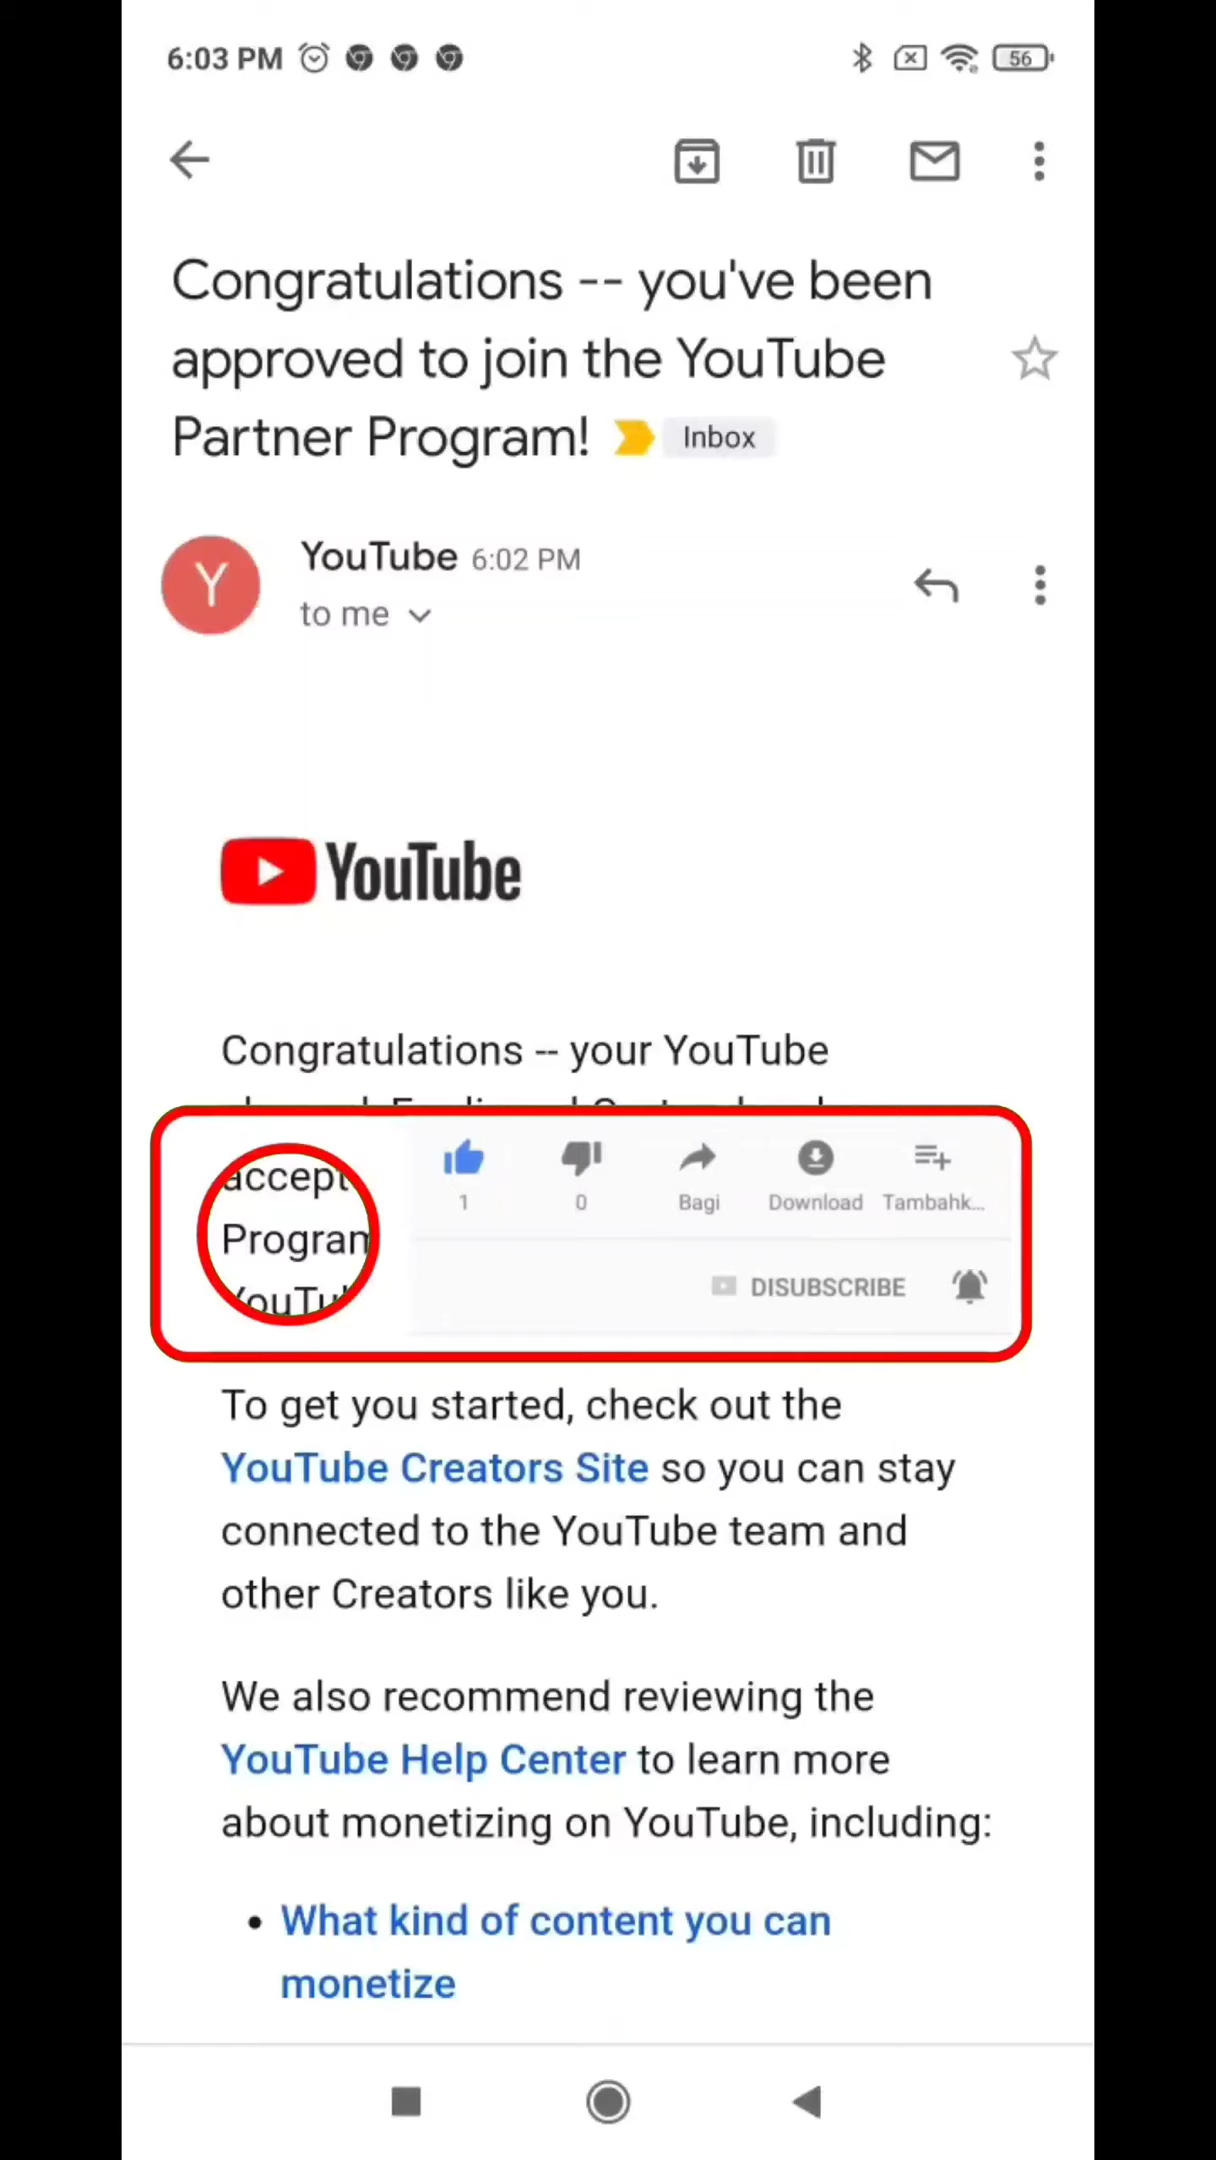 6:03 PM
56
Congratulations -- you've been
approved to join the YouTube
Partner Program! Inbox
Y
YouTube 6:02 PM
to me
YouTube
Congratulations -- your YouTube
accept
Program
YouTu
1
0
Bagi
Download
Tambahk...
DISUBSCRIBE
To get you started, check out the
YouTube Creators Site so you can stay
connected to the YouTube team and
other Creators like you.
We also recommend reviewing the
YouTube Help Center to learn more
about monetizing on YouTube, including:
• What kind of content you can
monetize